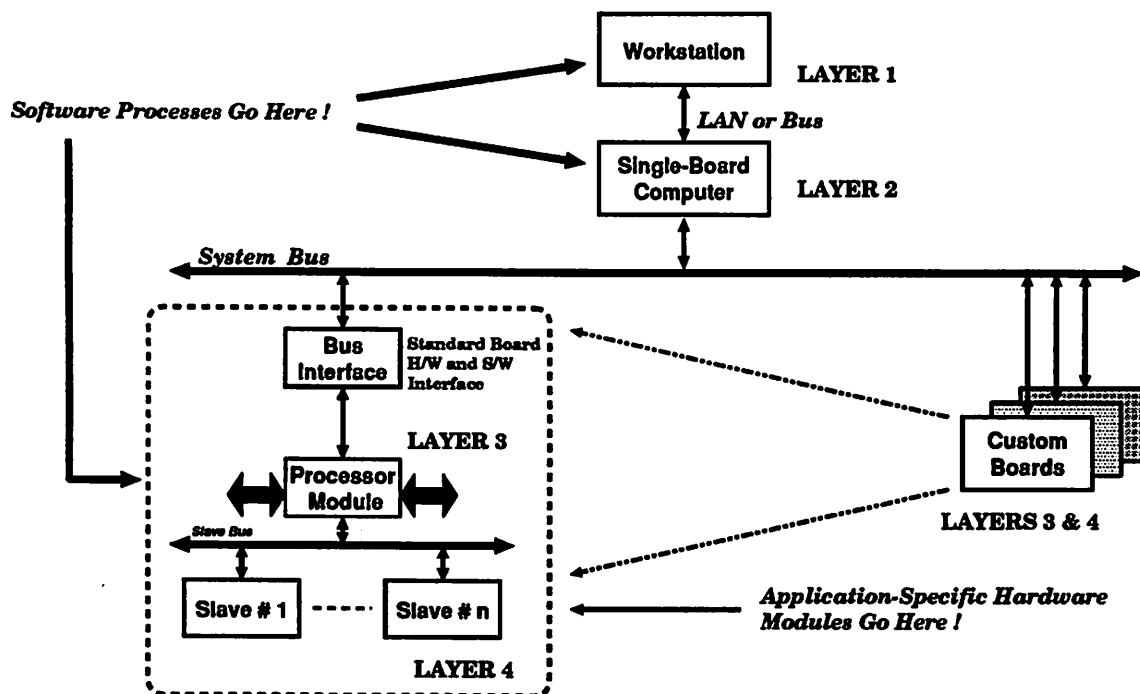 Workstation
LAYER 1
Software Processes Go Here !
LAN or Bus
Single-Board
Computer
LAYER 2
System Bus
Bus
Interface
Standard Board
H/W and S/W
Interface
LAYER 3
Processor
Module
Custom
Boards
LAYERS 3 & 4
Slave Bus
Slave # 1
Slave # n
Application-Specific Hardware
Modules Go Here !
LAYER 4